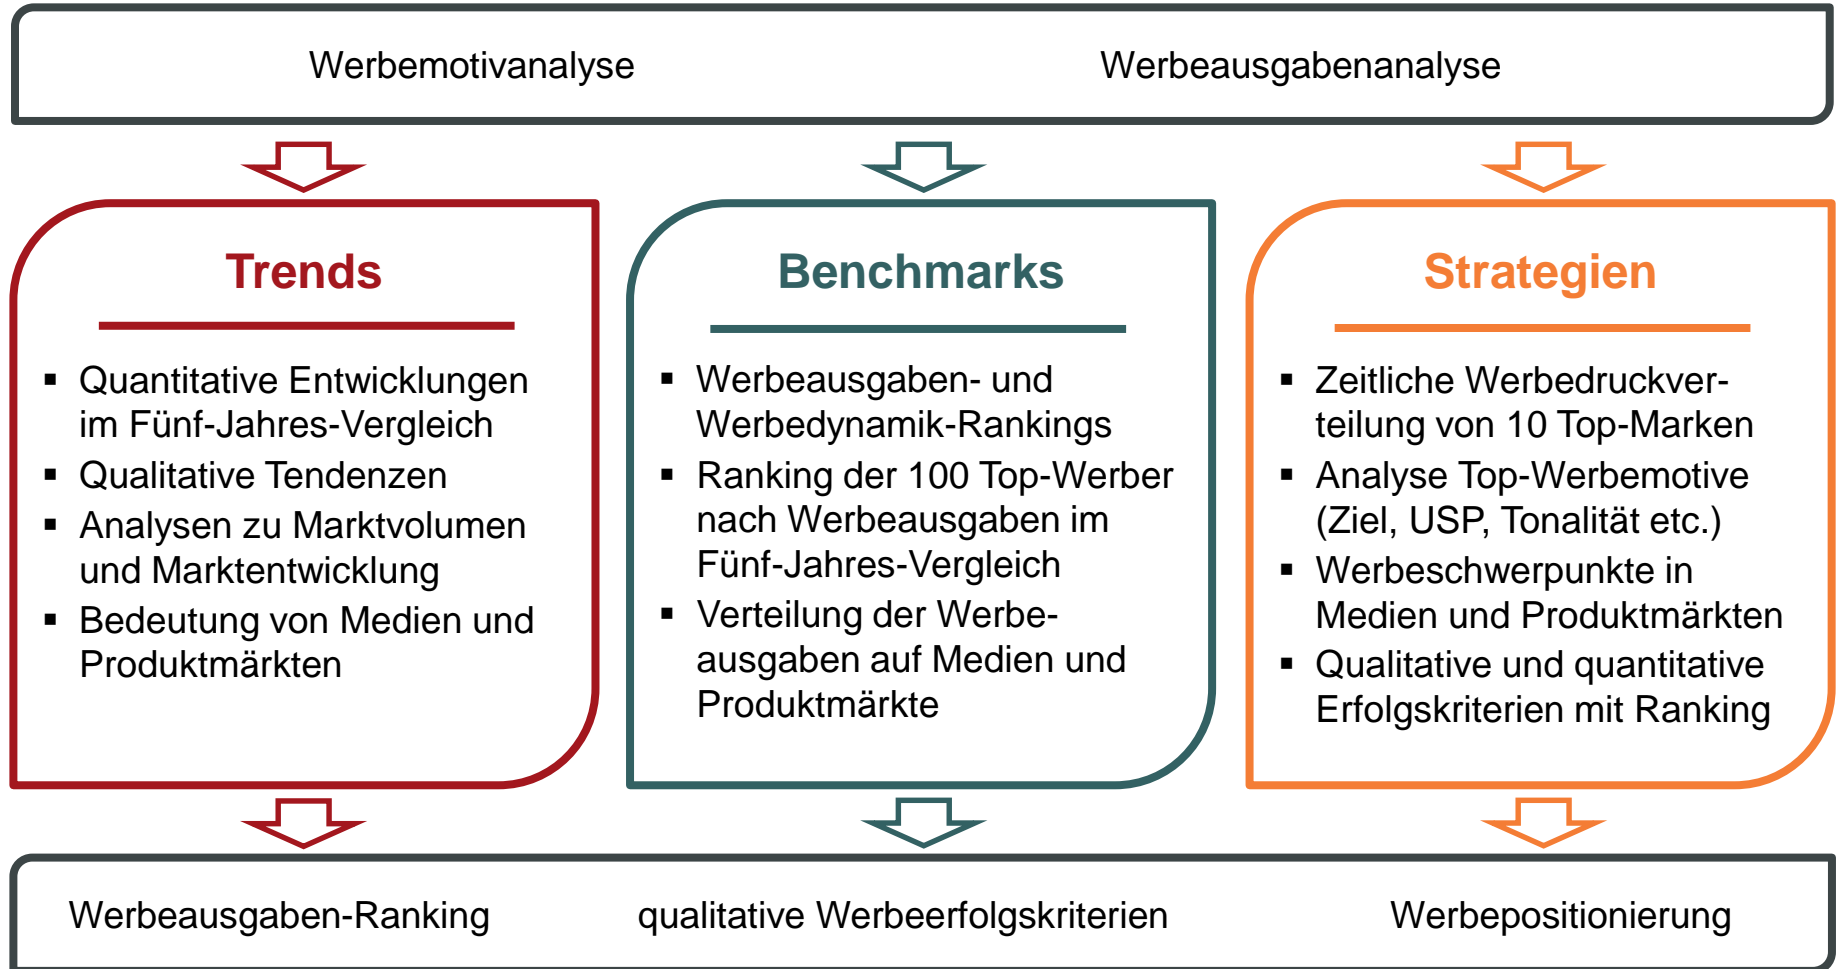 Werbemotivanalyse
Werbeausgabenanalyse
Trends
▪ Quantitative Entwicklungen
im Fünf-Jahres-Vergleich
▪ Qualitative Tendenzen
▪ Analysen zu Marktvolumen
und Marktentwicklung
▪ Bedeutung von Medien und
Produktmärkten
Benchmarks
▪ Werbeausgaben- und
Werbedynamik-Rankings
▪ Ranking der 100 Top-Werber
nach Werbeausgaben im
Fünf-Jahres-Vergleich
▪ Verteilung der Werbe-
ausgaben auf Medien und
Produktmärkte
Strategien
▪ Zeitliche Werbedruckver-
teilung von 10 Top-Marken
▪ Analyse Top-Werbemotive
(Ziel, USP, Tonalität etc.)
▪ Werbeschwerpunkte in
Medien und Produktmärkten
▪ Qualitative und quantitative
Erfolgskriterien mit Ranking
Werbeausgaben-Ranking
qualitative Werbeerfolgskriterien
Werbepositionierung